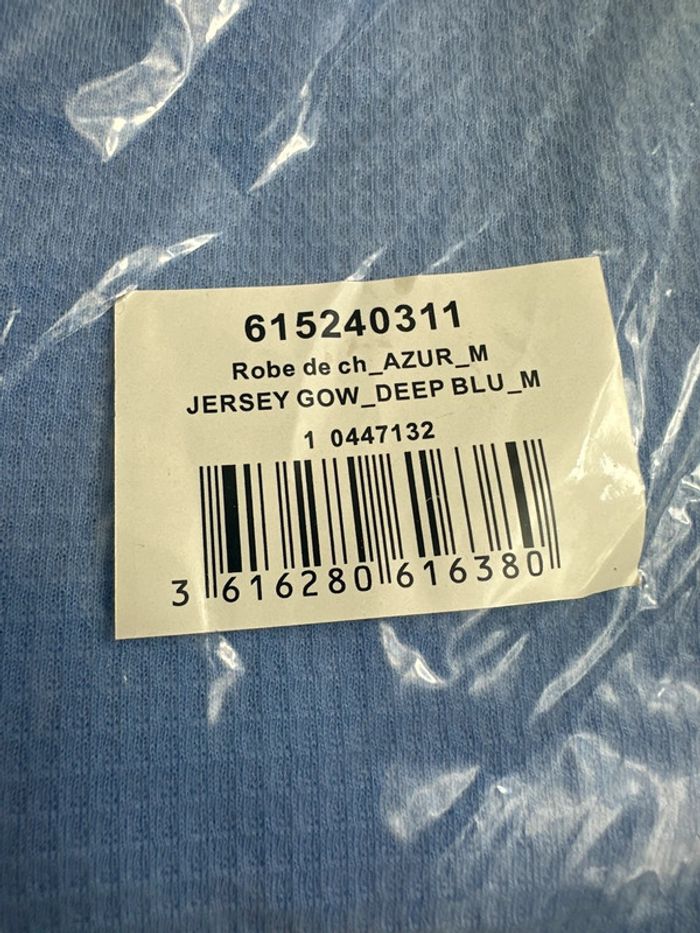 615240311
Robe de ch_AZUR_M
JERSEY GOW_DEEP BLU_M
1 0447132
3 616280 616380